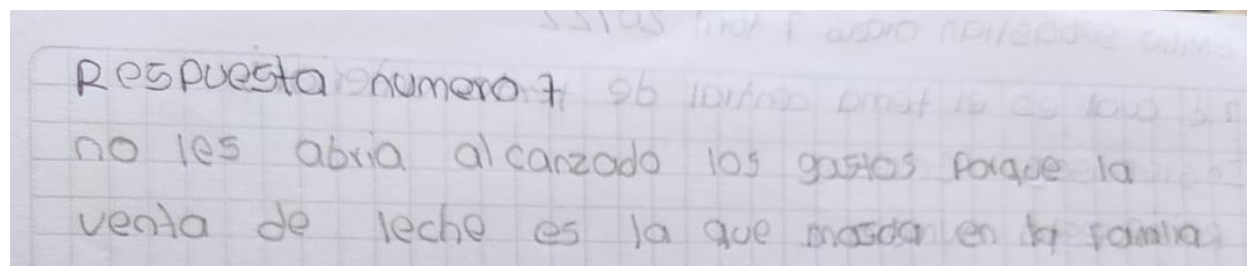 Respuesta numero 7
no les abria alcanzado los gastos porque la
venta de leche es la que masda en la familia